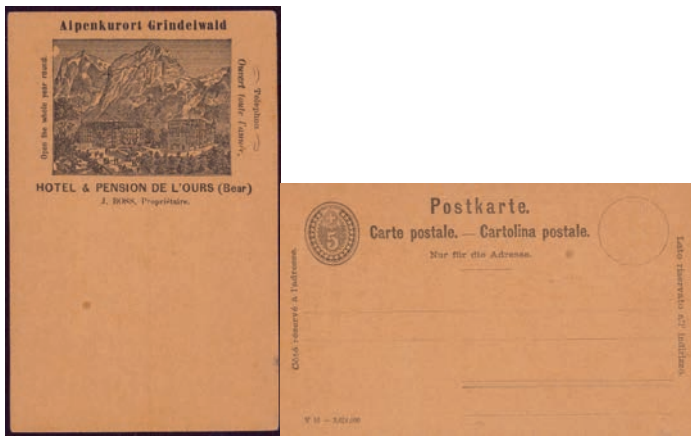 Alpenkurort Grindelwald
Open the whole year round.
Telephon
Ouvert toute l'année.
HOTEL & PENSION DE L'OURS (Bear)
J. BOSS, Propriétaire.
Postkarte.
5
Carte postale. — Cartolina postale.
Nur für die Adresse.
Côté réservé à l'adresse.
Lato riservato all' indirizzo.